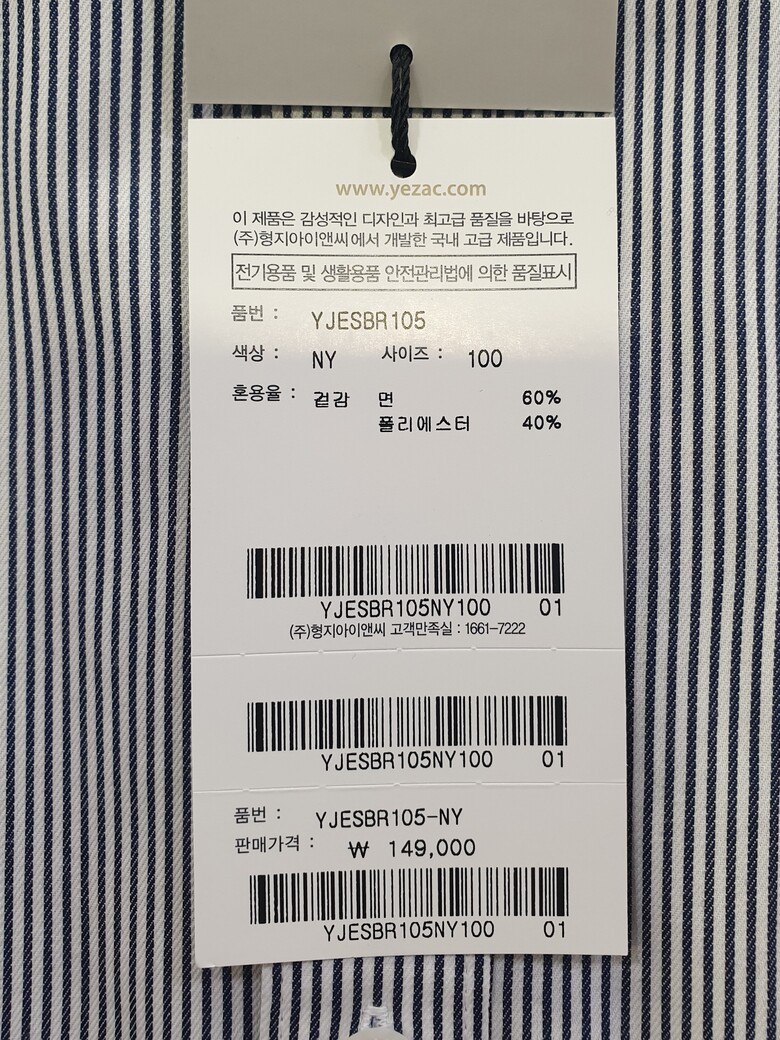 www.yezac.com
이 제품은 감성적인 디자인과 최고급 품질을 바탕으로
(주)형지아이앤씨에서 개발한 국내 고급 제품입니다.
전기용품 및 생활용품 안전관리법에 의한 품질표시
품번 : YJESBR105
색상 : NY 사이즈 : 100
혼용율 : 겉감 면 60%
폴리에스터 40%
YJESBR105NY100 01
(주)형지아이앤씨 고객만족실 : 1661-7222
YJESBR105NY100 01
품번 : YJESBR105-NY
판매가격 : ₩ 149,000
YJESBR105NY100 01